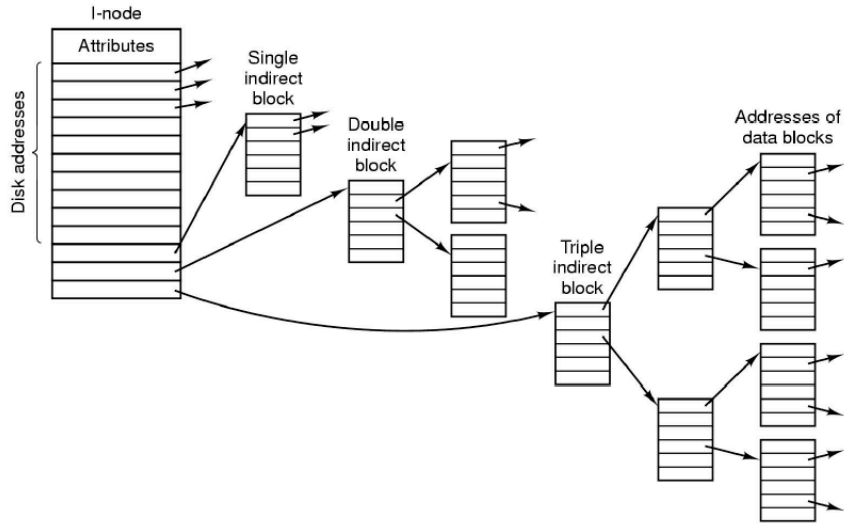 I-node
Attributes
Disk addresses
Single
indirect
block
Double
indirect
block
Triple
indirect
block
Addresses of
data blocks